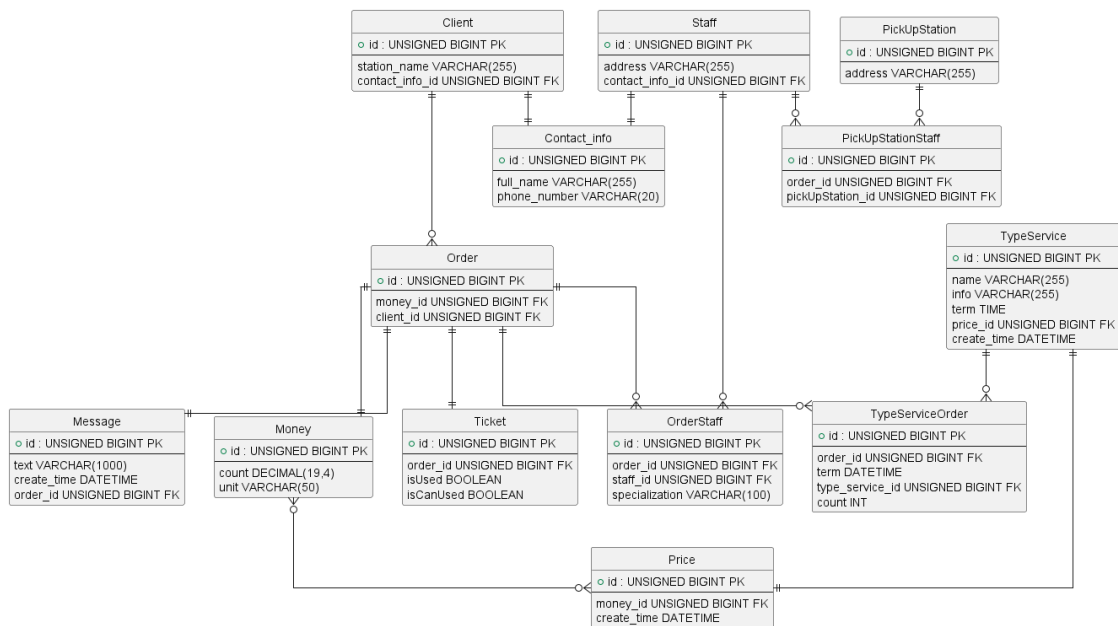 Client
id : UNSIGNED BIGINT PK
station_name VARCHAR(255)
contact_info_id UNSIGNED BIGINT FK
Staff
id : UNSIGNED BIGINT PK
address VARCHAR(255)
contact_info_id UNSIGNED BIGINT FK
PickUpStation
id : UNSIGNED BIGINT PK
address VARCHAR(255)
Contact_info
id : UNSIGNED BIGINT PK
full_name VARCHAR(255)
phone_number VARCHAR(20)
PickUpStationStaff
id : UNSIGNED BIGINT PK
order_id UNSIGNED BIGINT FK
pickUpStation_id UNSIGNED BIGINT FK
Order
id : UNSIGNED BIGINT PK
money_id UNSIGNED BIGINT FK
client_id UNSIGNED BIGINT FK
TypeService
id : UNSIGNED BIGINT PK
name VARCHAR(255)
info VARCHAR(255)
term TIME
price_id UNSIGNED BIGINT FK
create_time DATETIME
Message
id : UNSIGNED BIGINT PK
text VARCHAR(1000)
create_time DATETIME
order_id UNSIGNED BIGINT FK
Money
id : UNSIGNED BIGINT PK
count DECIMAL(19,4)
unit VARCHAR(50)
Ticket
id : UNSIGNED BIGINT PK
order_id UNSIGNED BIGINT FK
isUsed BOOLEAN
isCanUsed BOOLEAN
OrderStaff
id : UNSIGNED BIGINT PK
order_id UNSIGNED BIGINT FK
staff_id UNSIGNED BIGINT FK
specialization VARCHAR(100)
TypeServiceOrder
id : UNSIGNED BIGINT PK
order_id UNSIGNED BIGINT FK
term DATETIME
type_service_id UNSIGNED BIGINT FK
count INT
Price
id : UNSIGNED BIGINT PK
money_id UNSIGNED BIGINT FK
create_time DATETIME